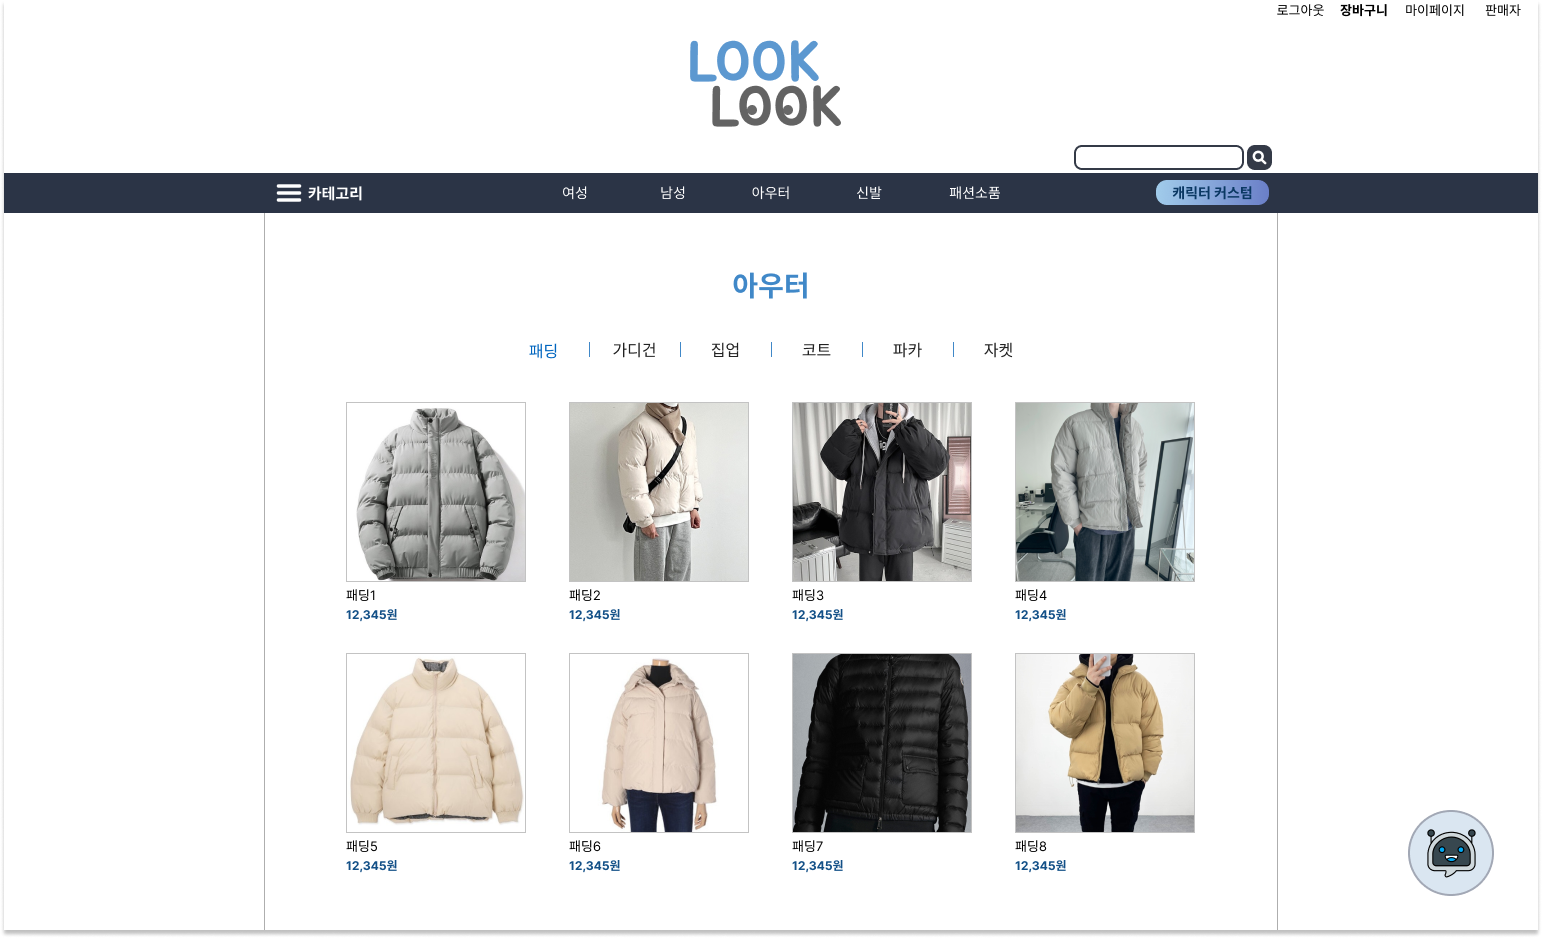 로그아웃 장바구니 마이페이지 판매자
LOOK
LOOK
카테고리 여성 남성 아우터 신발 패션소품 캐릭터 커스텀
아우터
패딩 가디건 집업 코트 파카 자켓
패딩1 패딩2 패딩3 패딩4
12,345원 12,345원 12,345원 12,345원
패딩5 패딩6 패딩7 패딩8
12,345원 12,345원 12,345원 12,345원